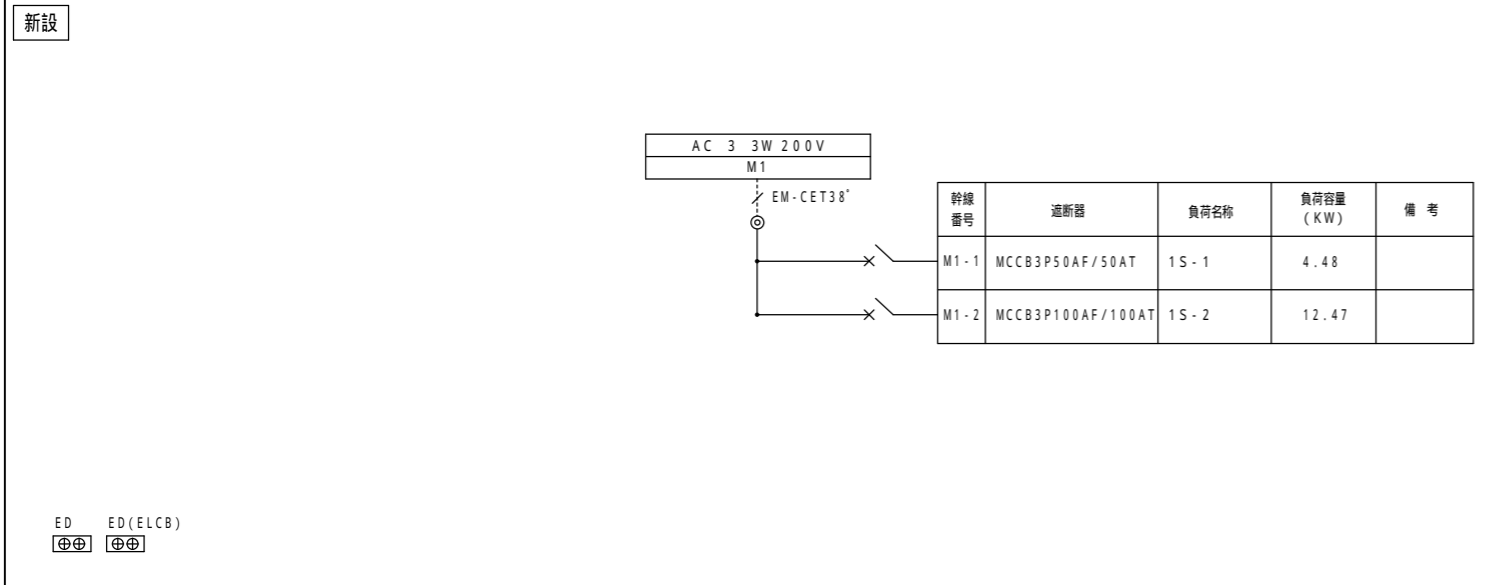 新設
AC 3 3W 200V
M1
EM-CET38°
幹線
番号
遮断器
負荷名称
負荷容量
(KW)
備 考
M1-1 MCCB3P50AF/50AT 1S-1 4.48
M1-2 MCCB3P100AF/100AT 1S-2 12.47
ED ED(ELCB)